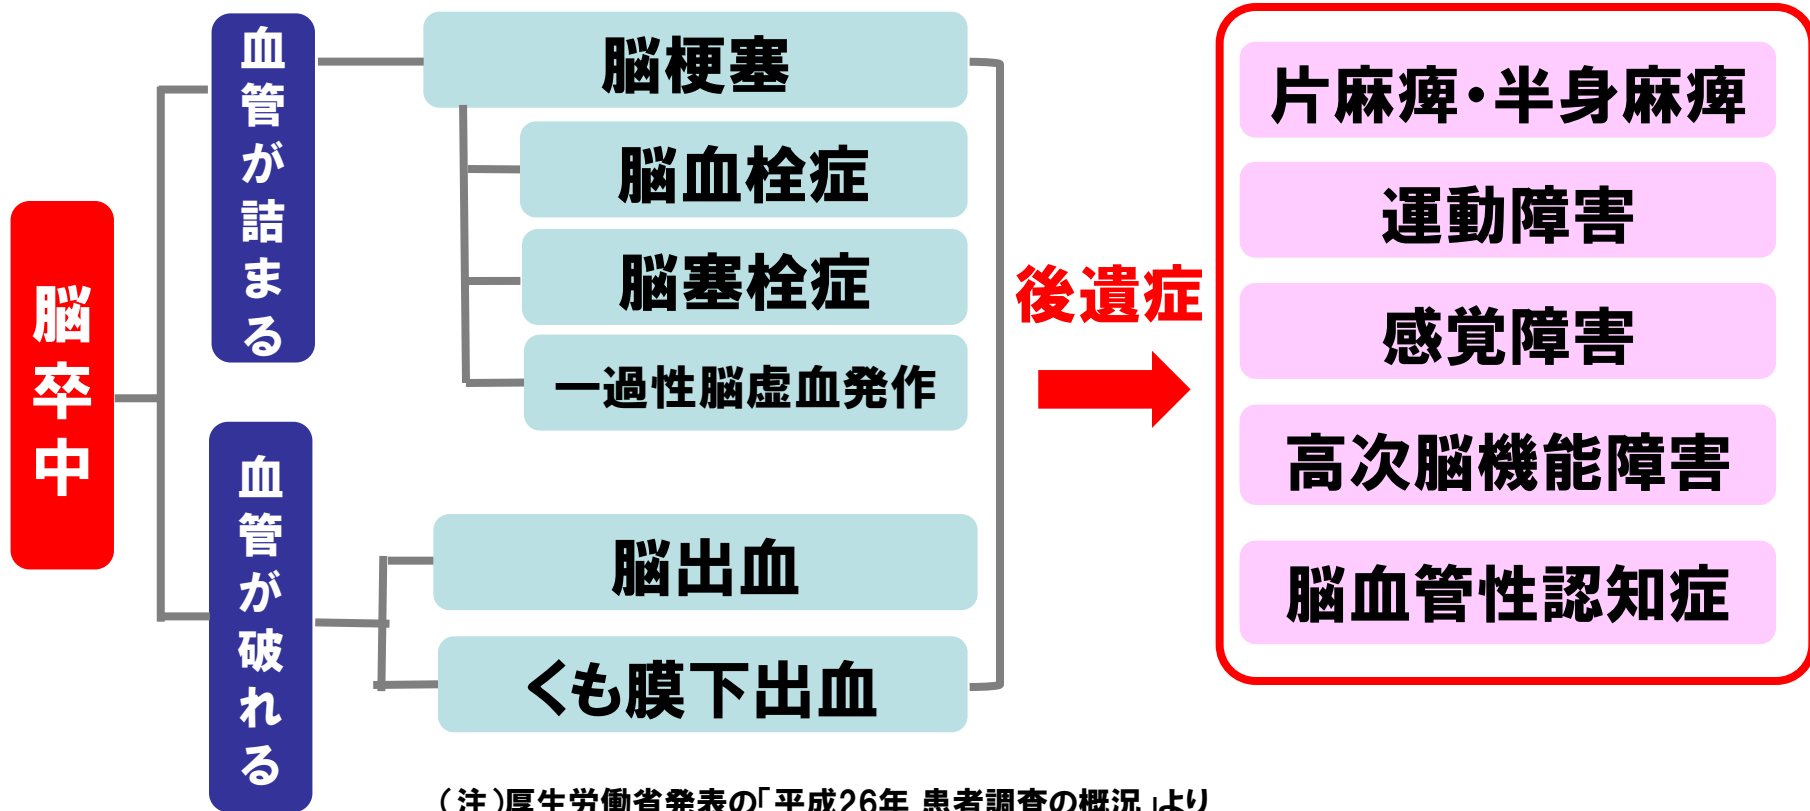 脳卒中
血管が詰まる
脳梗塞
脳血栓症
脳塞栓症
一過性脳虚血発作
血管が破れる
脳出血
くも膜下出血
後遺症
片麻痺・半身麻痺
運動障害
感覚障害
高次脳機能障害
脳血管性認知症
（注）厚生労働省発表の「平成26年 患者調査の概況」より